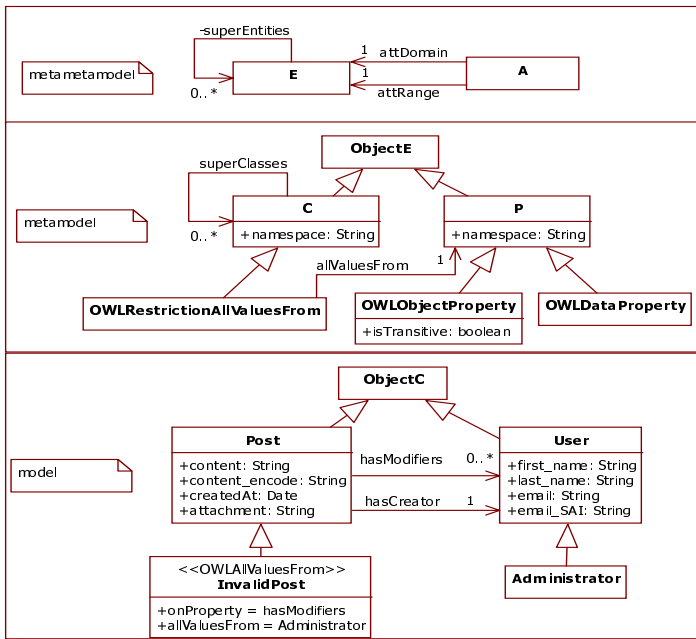 -superEntities
metametamodel
E
0..*
1
attDomain
1
attRange
A
ObjectE
superClasses
metamodel
C
+namespace: String
0..*
P
+namespace: String
allValuesFrom
1
OWLRestrictionAllValuesFrom
OWLObjectProperty
+isTransitive: boolean
OWLDataProperty
ObjectC
model
Post
+content: String
+content_encode: String
+createdAt: Date
+attachment: String
hasModifiers
0..*
hasCreator
1
User
+first_name: String
+last_name: String
+email: String
+email_SAI: String
<<OWLAllValuesFrom>>
InvalidPost
+onProperty = hasModifiers
+allValuesFrom = Administrator
Administrator